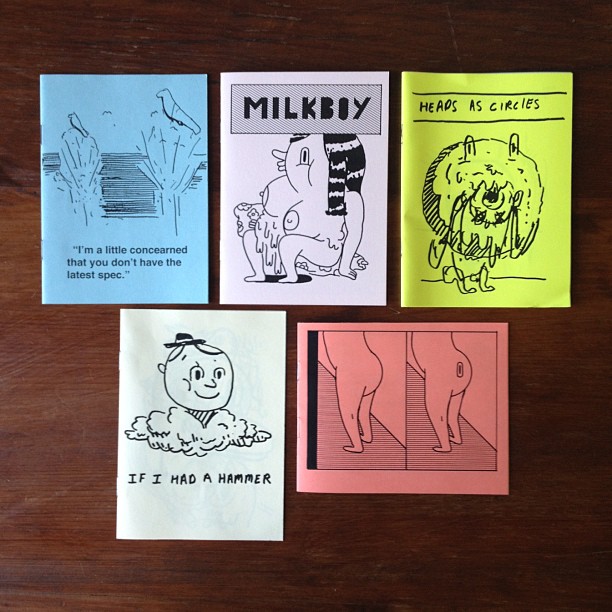 MILKBOY
HEADS AS CIRCLES
"I'm a little concearned
that you don't have the
latest spec."
IF I HAD A HAMMER